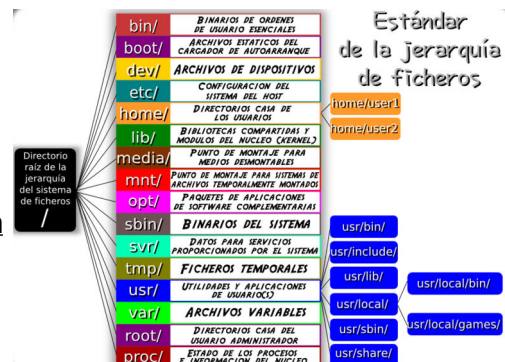 Estándar
de la jerarquía
de ficheros
Directorio
raíz de la
jerarquía
del sistema
de ficheros
/
bin/
BINARIOS DE ORDENES
DE USUARIO ESENCIALES
boot/
ARCHIVOS ESTATICOS DEL
CARGADOR DE AUTOARRANQUE
dev/
ARCHIVOS DE DISPOSITIVOS
etc/
CONFIGURACION DEL
SISTEMA DEL HOST
home/
DIRECTORIOS CASA DE
LOS USUARIOS
home/user1
home/user2
lib/
BIBLIOTECAS COMPARTIDAS Y
MODULOS DEL NUCLEO (KERNEL)
media/
PUNTO DE MONTAJE PARA
MEDIOS DESMONTABLES
mnt/
PUNTO DE MONTAJE PARA SISTEMAS DE
ARCHIVOS TEMPORALMENTE MONTADOS
opt/
PAQUETES DE APLICACIONES
DE SOFTWARE COMPLEMENTARIAS
sbin/
BINARIOS DEL SISTEMA
svr/
DATOS PARA SERVICIOS
PROPORCIONADOS POR EL SISTEMA
tmp/
FICHEROS TEMPORALES
usr/
UTILIDADES Y APLICACIONES
DE USUARIO(S)
usr/bin/
usr/include/
usr/lib/
usr/local/
usr/local/bin/
usr/local/games/
usr/sbin/
usr/share/
var/
ARCHIVOS VARIABLES
root/
DIRECTORIOS CASA DEL
USUARIO ADMINISTRADOR
proc/
ESTADO DE LOS PROCESOS
E INFORMACION DEL NUCLEO